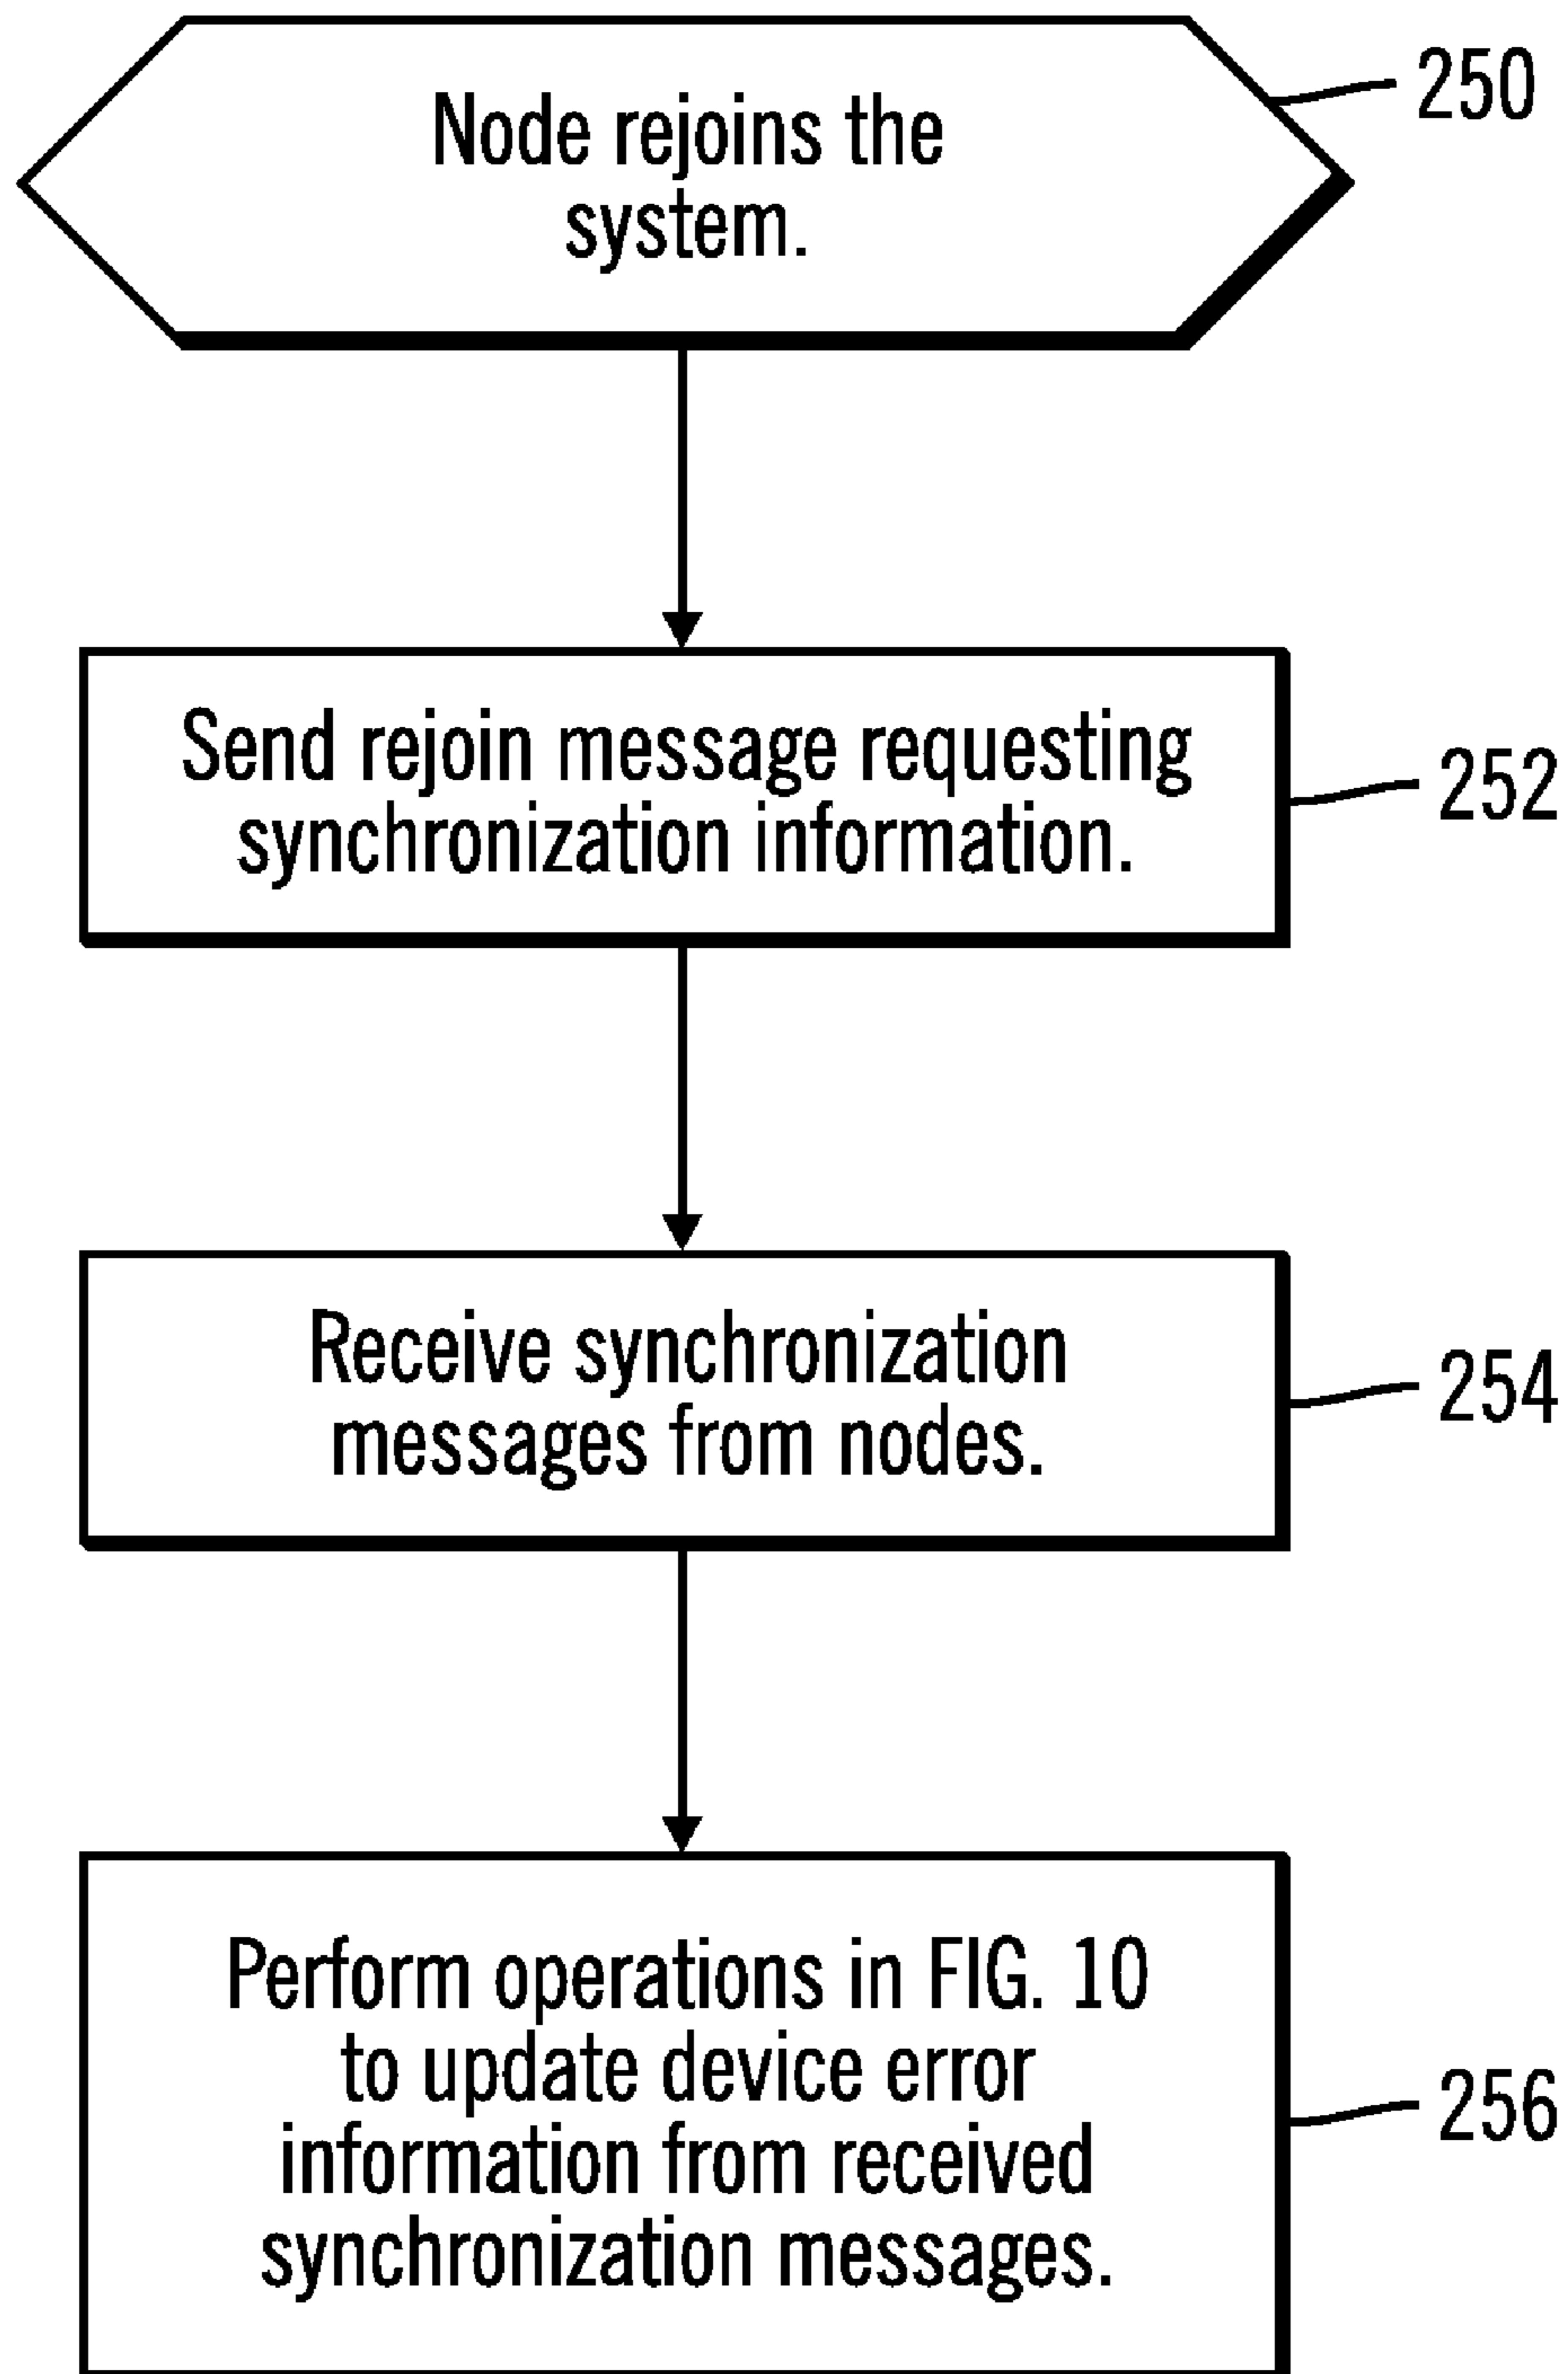 Node rejoins the
system.
250
Send rejoin message requesting
synchronization information.
252
Receive synchronization
messages from nodes.
254
Perform operations in FIG. 10
to update device error
information from received
synchronization messages.
256